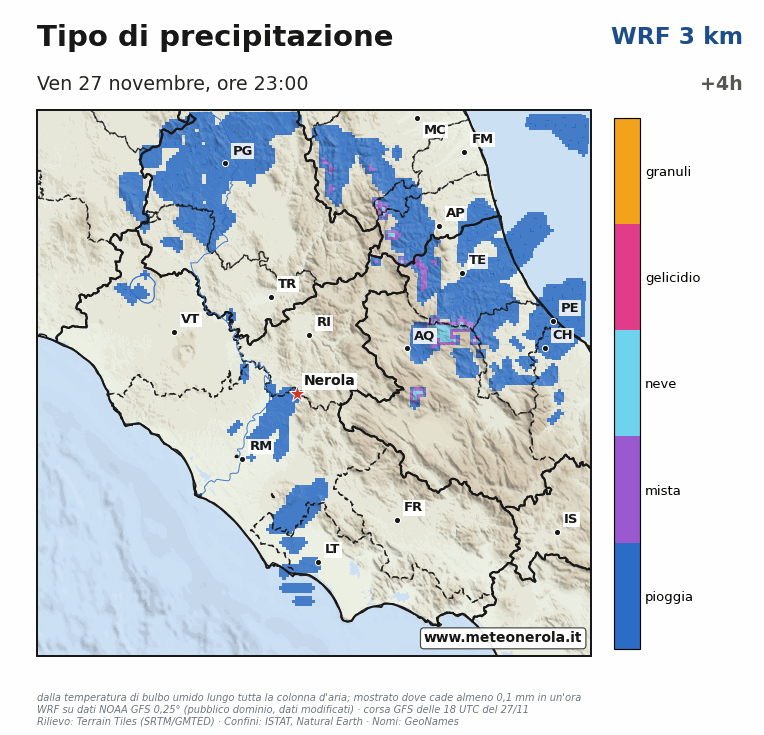 Tipo di precipitazione
WRF 3 km
Ven 27 novembre, ore 23:00
+4h
MC
FM
PG
AP
TE
TR
PE
VT
RI
AQ
CH
Nerola
RM
FR
IS
LT
www.meteonerola.it
granuli
gelicidio
neve
mista
pioggia
dalla temperatura di bulbo umido lungo tutta la colonna d'aria; mostrato dove cade almeno 0,1 mm in un'ora
WRF su dati NOAA GFS 0,25° (pubblico dominio, dati modificati) · corsa GFS delle 18 UTC del 27/11
Rilievo: Terrain Tiles (SRTM/GMTED) · Confini: ISTAT, Natural Earth · Nomi: GeoNames